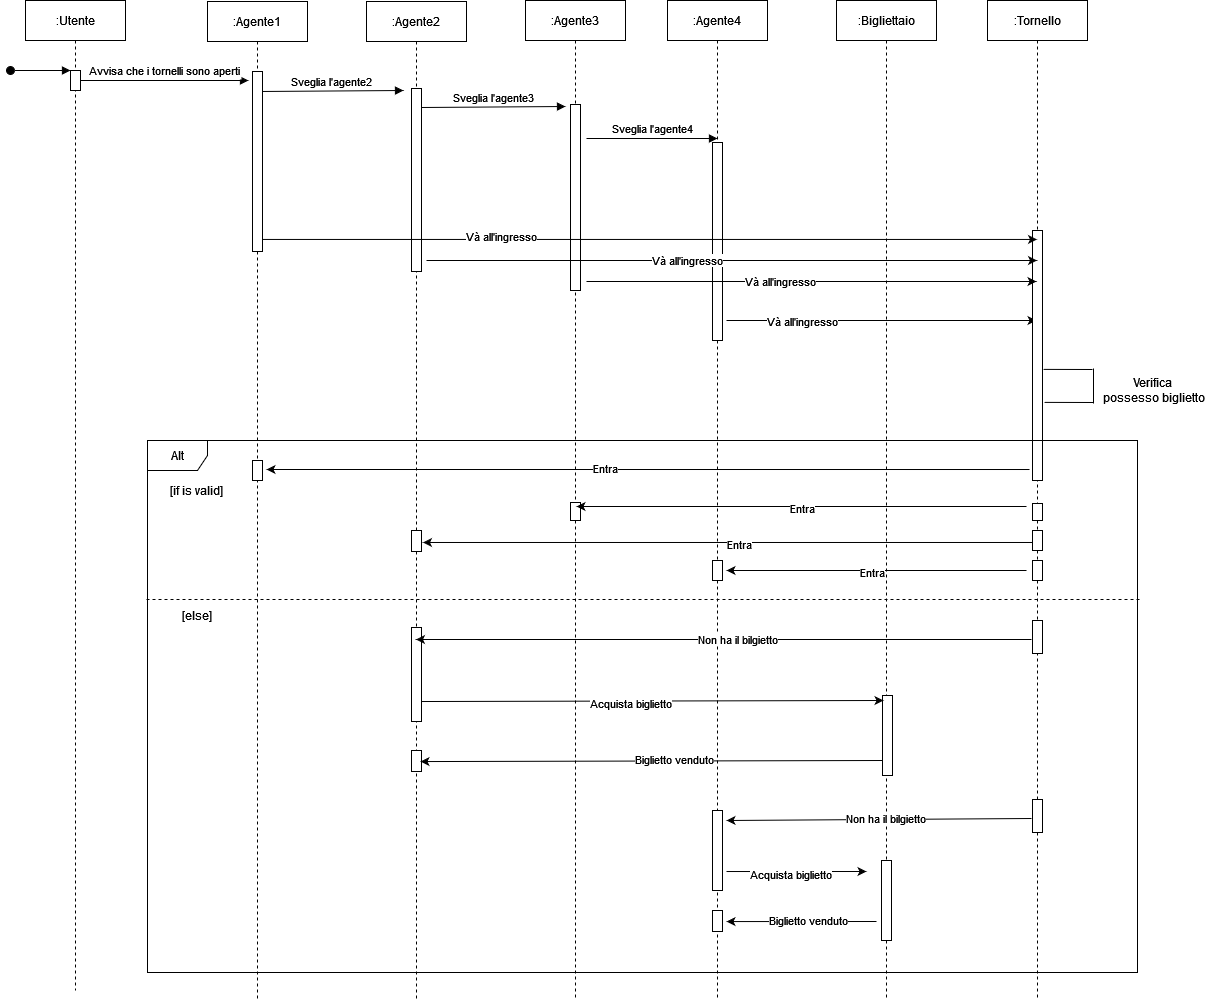 :Utente
:Agente1
:Agente2
:Agente3
:Agente4
:Bigliettaio
:Tornello
Avvisa che i tornelli sono aperti
Sveglia l'agente2
Sveglia l'agente3
Sveglia l'agente4
Và all'ingresso
Và all'ingresso
Và all'ingresso
Và all'ingresso
Verifica
possesso biglietto
Alt
Entra
[if is valid]
Entra
Entra
Entra
[else]
Non ha il bilgietto
Acquista biglietto
Biglietto venduto
Non ha il bilgietto
Acquista biglietto
Biglietto venduto